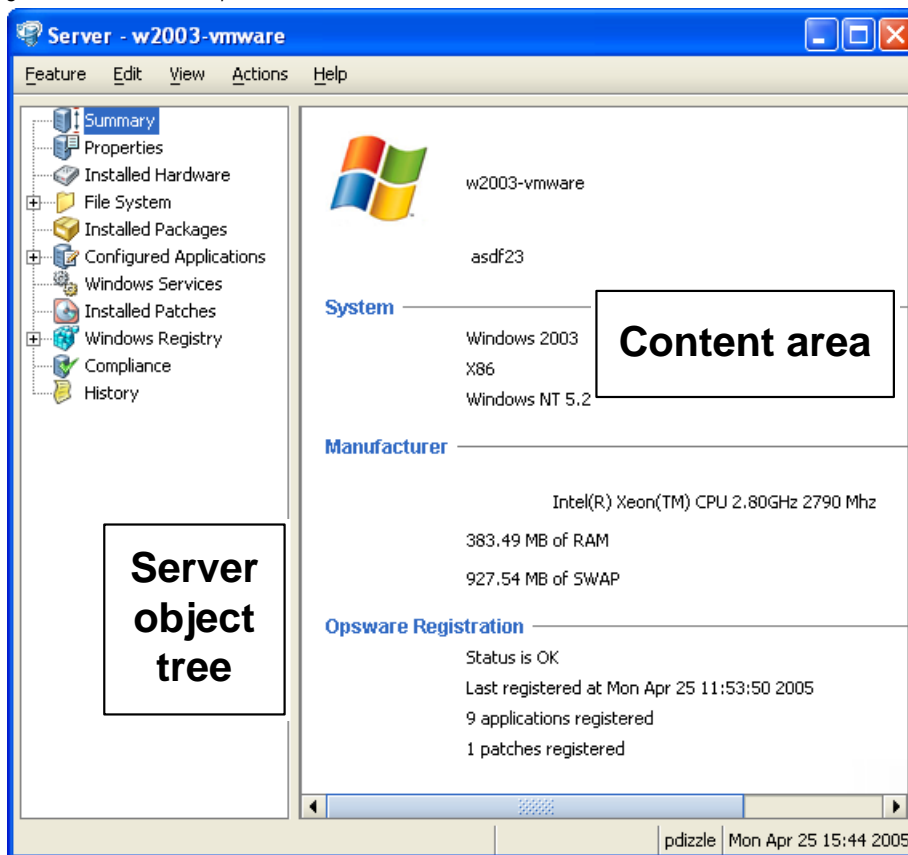 Server - w2003-vmware
Feature Edit View Actions Help
Summary
Properties
Installed Hardware
File System
Installed Packages
Configured Applications
Windows Services
Installed Patches
Windows Registry
Compliance
History
Server
object
tree
w2003-vmware
asdf23
System
Windows 2003
X86
Windows NT 5.2
Content area
Manufacturer
Intel(R) Xeon(TM) CPU 2.80GHz 2790 Mhz
383.49 MB of RAM
927.54 MB of SWAP
Opsware Registration
Status is OK
Last registered at Mon Apr 25 11:53:50 2005
9 applications registered
1 patches registered
pdizzle Mon Apr 25 15:44 2005